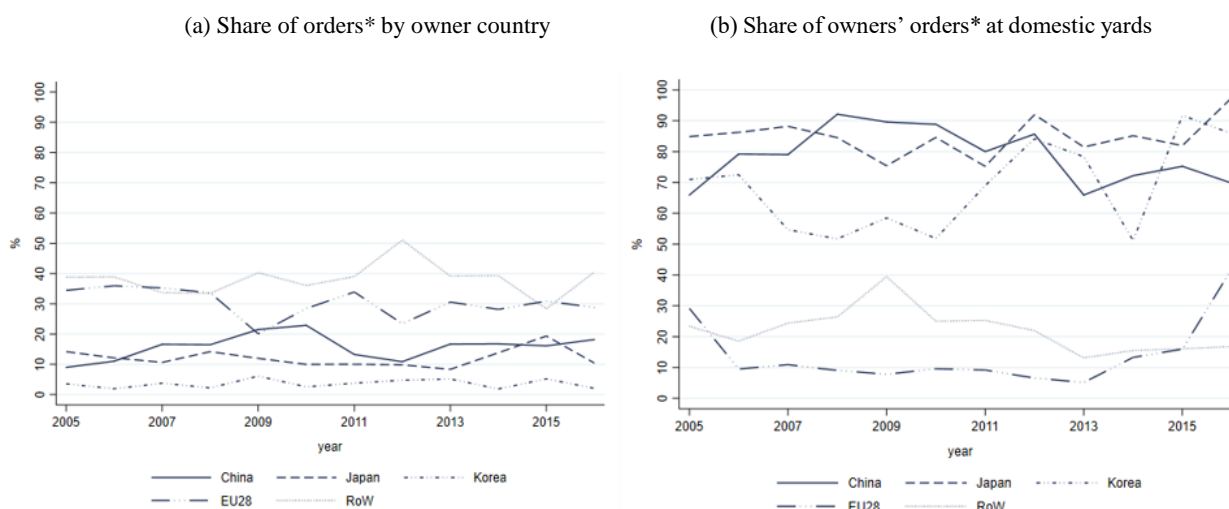 (a) Share of orders* by owner country
(b) Share of owners’ orders* at domestic yards
100
90
80
70
60
50
40
30
20
10
0
%
2005 2007 2009 2011 2013 2015
year
China Japan Korea
EU28 RoW
100
90
80
70
60
50
40
30
20
10
0
%
2005 2007 2009 2011 2013 2015
year
China Japan Korea
EU28 RoW